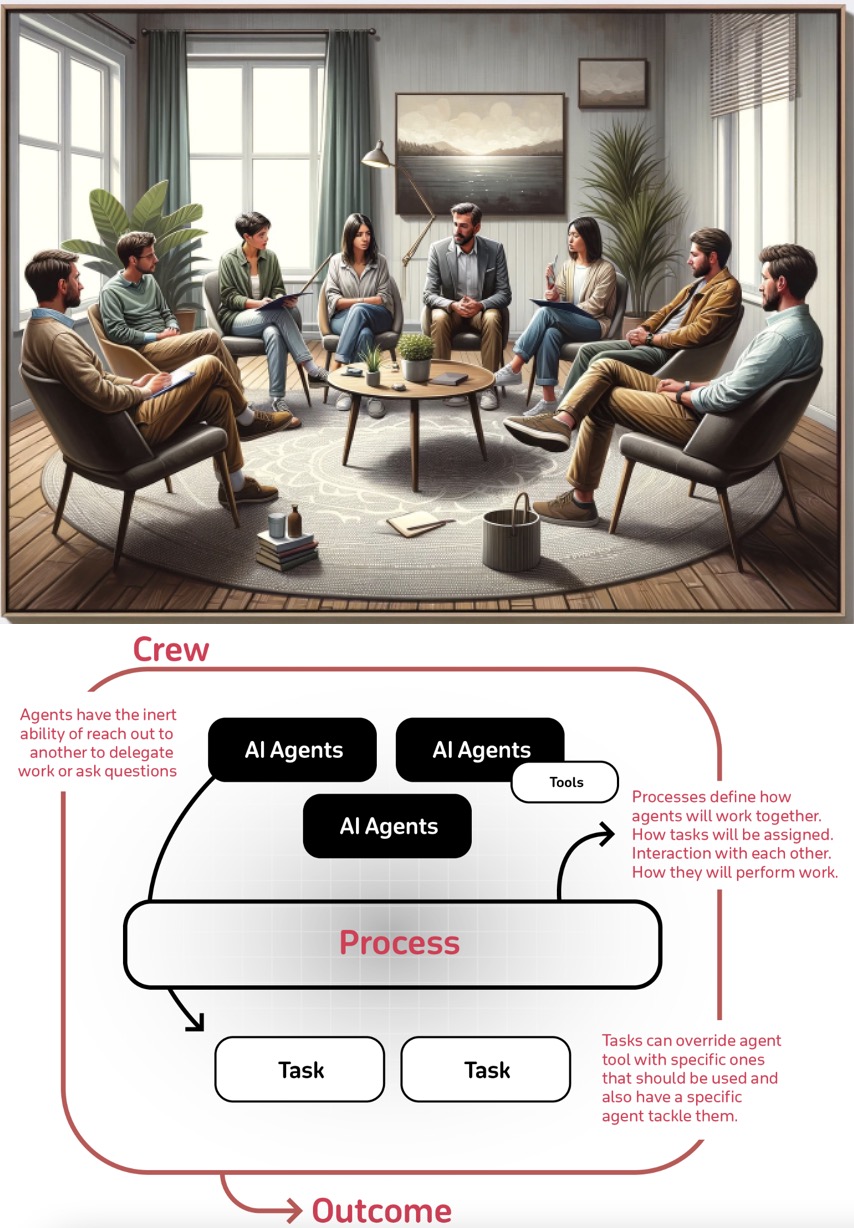 Crew
Agents have the inert
ability of reach out to
another to delegate
work or ask questions
AI Agents
AI Agents
Tools
AI Agents
Processes define how
agents will work together.
How tasks will be assigned.
Interaction with each other.
How they will perform work.
Process
Task
Task
Tasks can override agent
tool with specific ones
that should be used and
also have a specific
agent tackle them.
Outcome